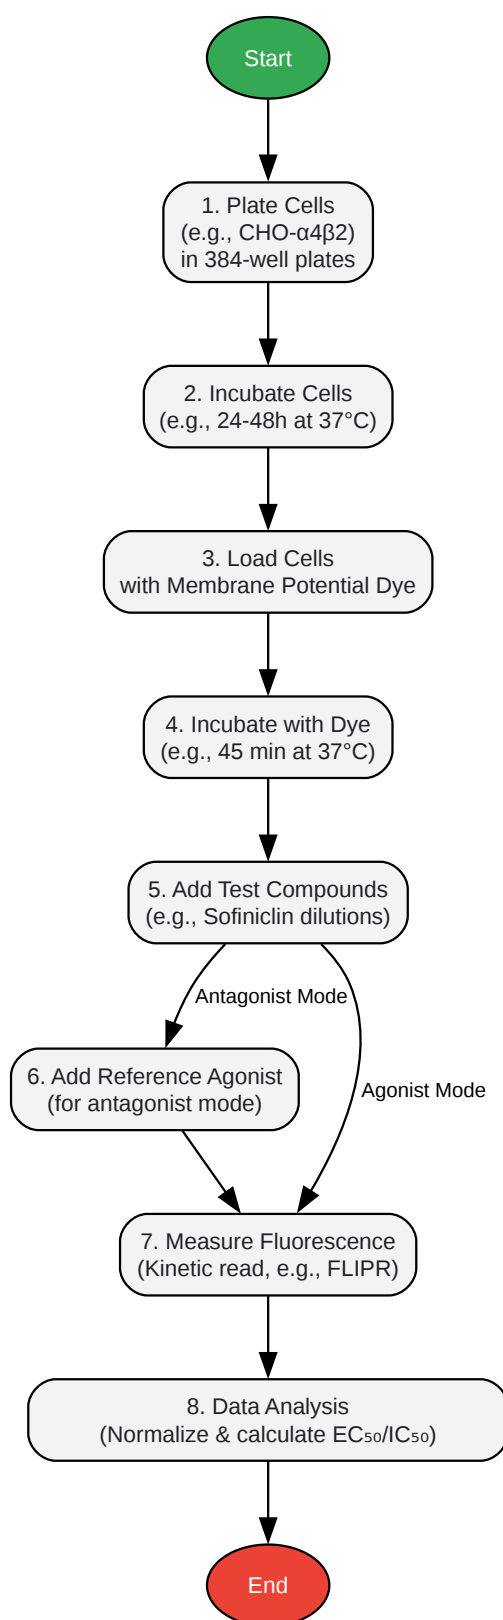 Start
1. Plate Cells
(e.g., CHO-α4β2)
in 384-well plates
2. Incubate Cells
(e.g., 24-48h at 37°C)
3. Load Cells
with Membrane Potential Dye
4. Incubate with Dye
(e.g., 45 min at 37°C)
5. Add Test Compounds
(e.g., Sofiniclin dilutions)
Antagonist Mode
6. Add Reference Agonist
(for antagonist mode)
Agonist Mode
7. Measure Fluorescence
(Kinetic read, e.g., FLIPR)
8. Data Analysis
(Normalize & calculate EC₅₀/IC₅₀)
End